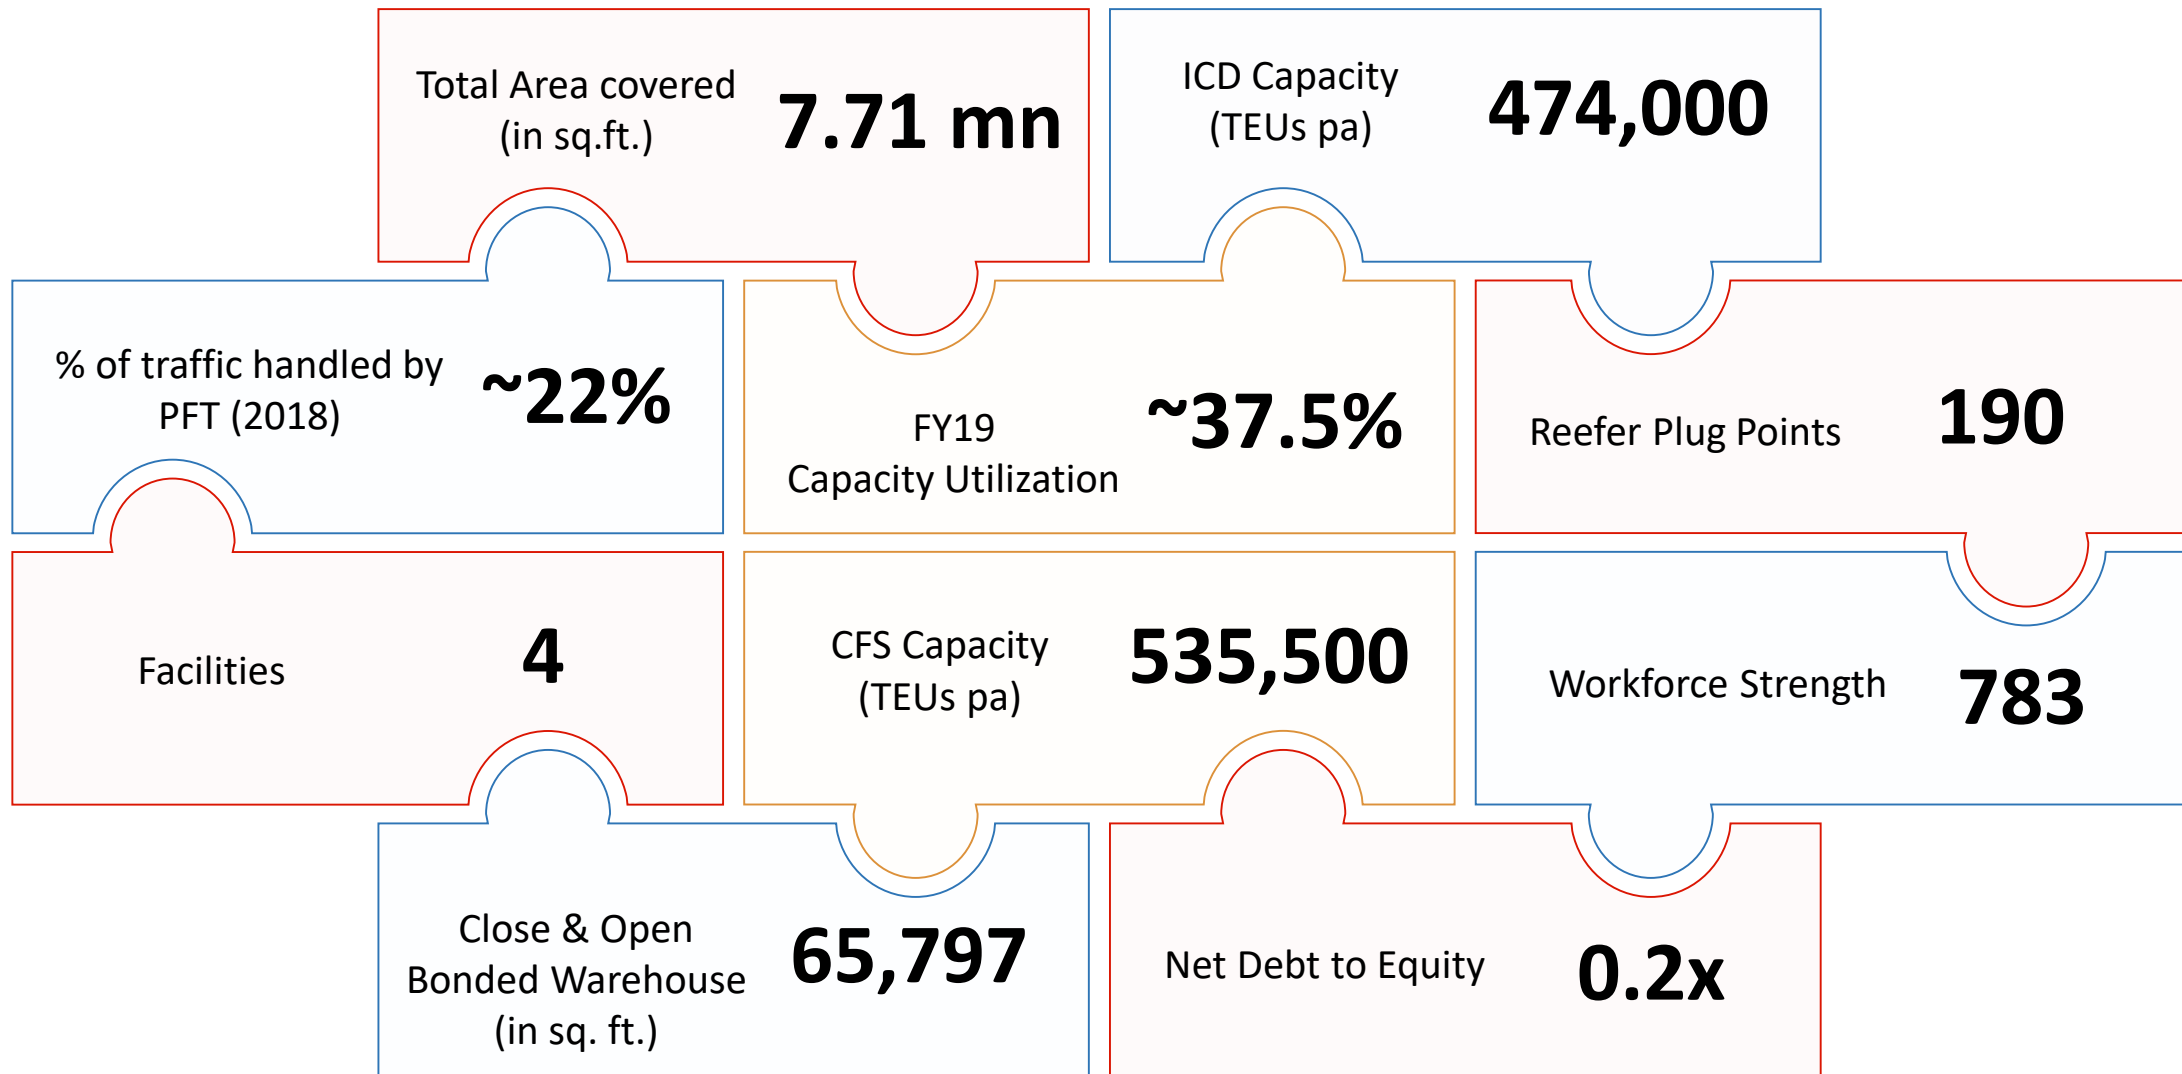 Total Area covered
(in sq.ft.)
7.71 mn
ICD Capacity
(TEUs pa)
474,000
% of traffic handled by
PFT (2018)
~22%
FY19
Capacity Utilization
~37.5%
Reefer Plug Points
190
Facilities
4
CFS Capacity
(TEUs pa)
535,500
Workforce Strength
783
Close & Open
Bonded Warehouse
(in sq. ft.)
65,797
Net Debt to Equity
0.2x